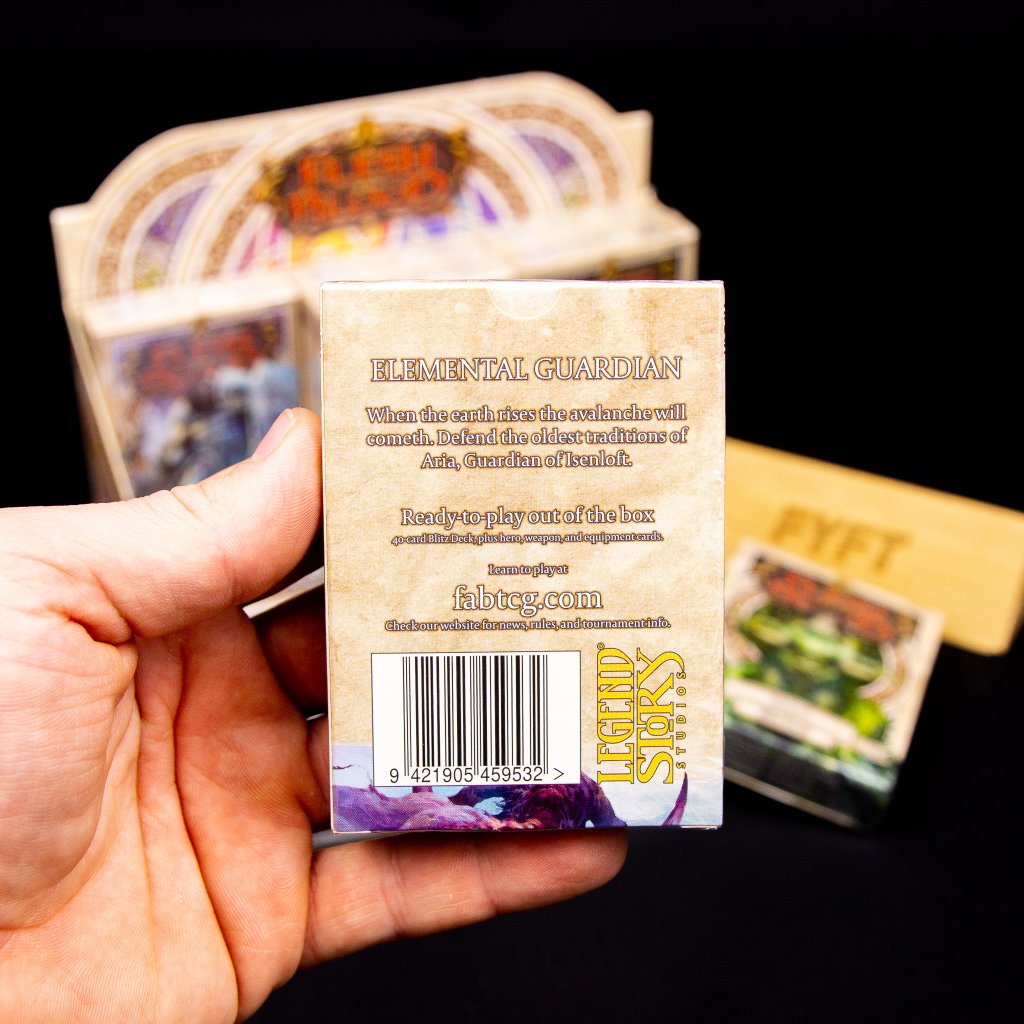 FLESH
BLOOD
ELEMENTAL GUARDIAN
When the earth rises the avalanche will
cometh. Defend the oldest traditions of
Aria, Guardian of Isenloft.
Ready-to-play out of the box
40-card Blitz Deck, plus hero, weapon, and equipment cards.
Learn to play at
fabtcg.com
Check our website for news, rules, and tournament info.
9 421905 459532 >
LEGEND®
STORY
STUDIOS
FYFT